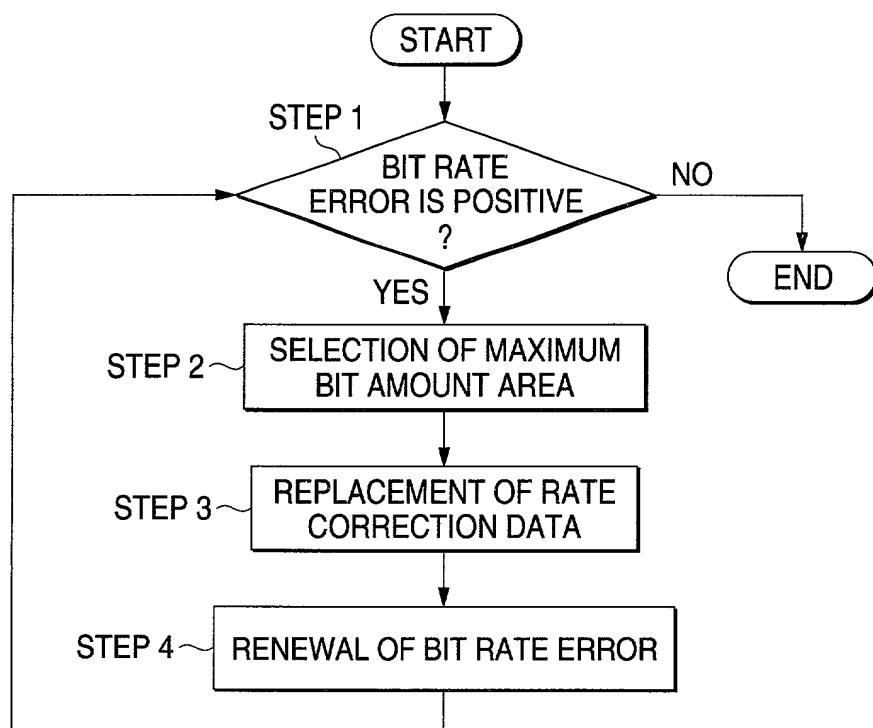 START
STEP 1
BIT RATE
ERROR IS POSITIVE
?
NO
END
YES
STEP 2
SELECTION OF MAXIMUM
BIT AMOUNT AREA
STEP 3
REPLACEMENT OF RATE
CORRECTION DATA
STEP 4
RENEWAL OF BIT RATE ERROR